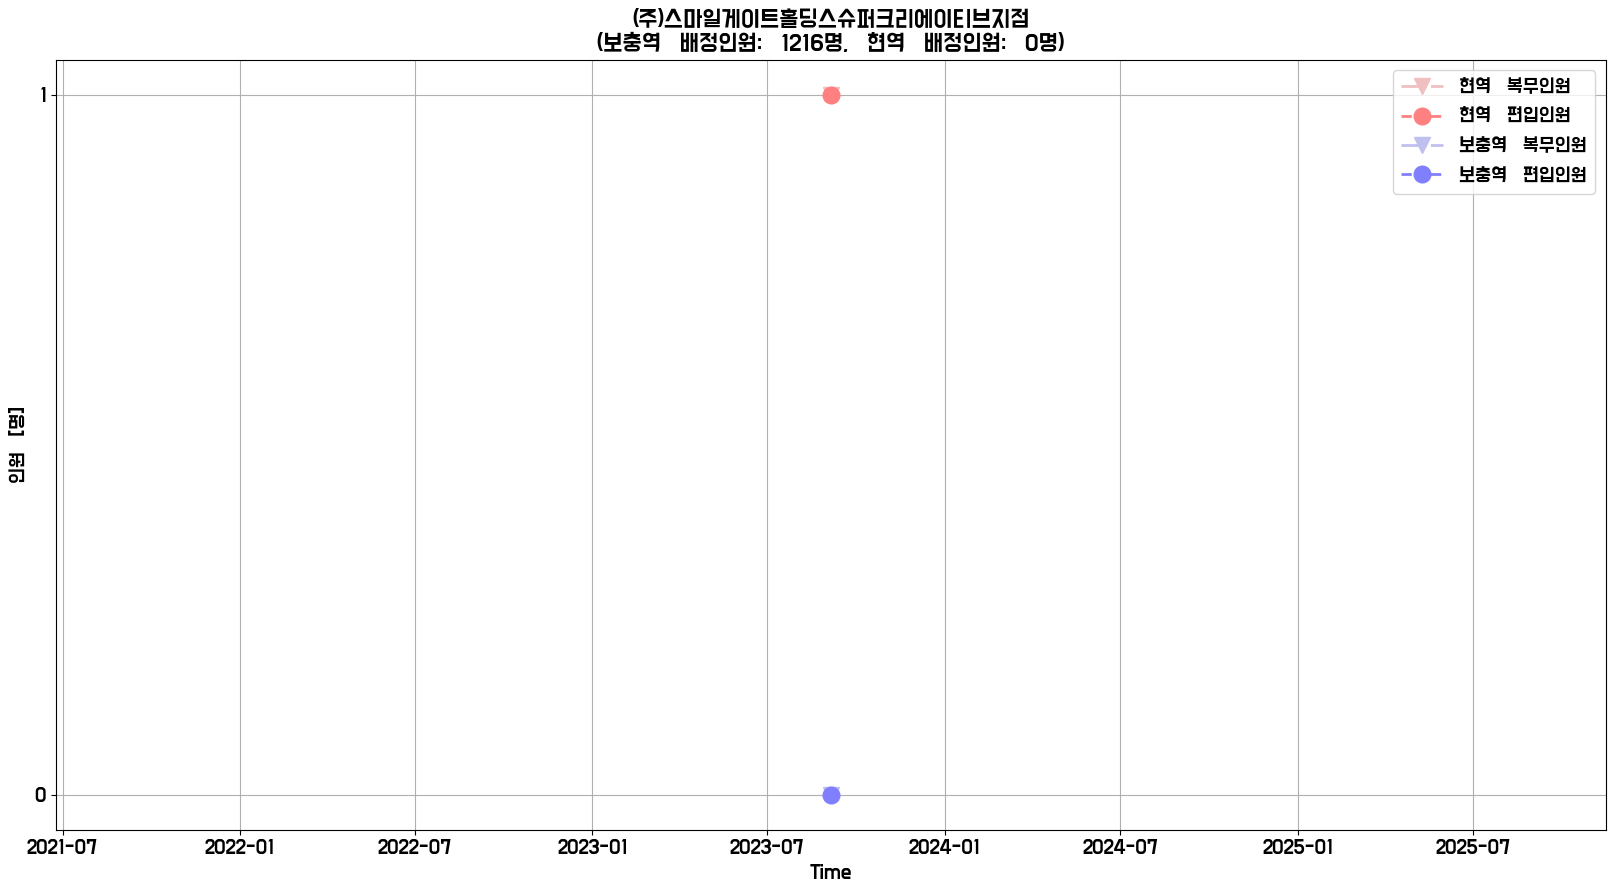 (주)스마일게이트홀딩스슈퍼크리에이티브지점
(보충역 배정인원: 1216명, 현역 배정인원: 0명)
현역 복무인원
현역 편입인원
보충역 복무인원
보충역 편입인원
1
0
인원 [명]
2021-07 2022-01 2022-07 2023-01 2023-07 2024-01 2024-07 2025-01 2025-07
Time